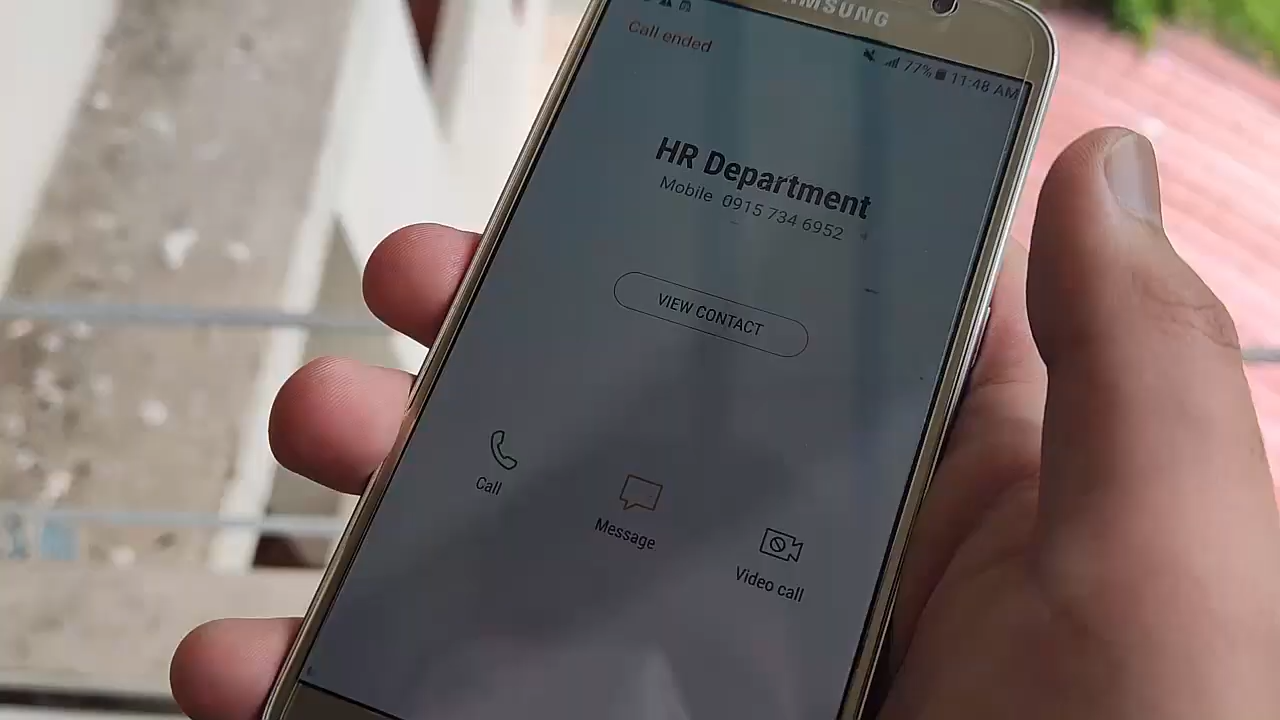 SAMSUNG
Call ended
77% 11:48 AM
HR Department
Mobile 0915 734 6952
VIEW CONTACT
Call
Message
Video call